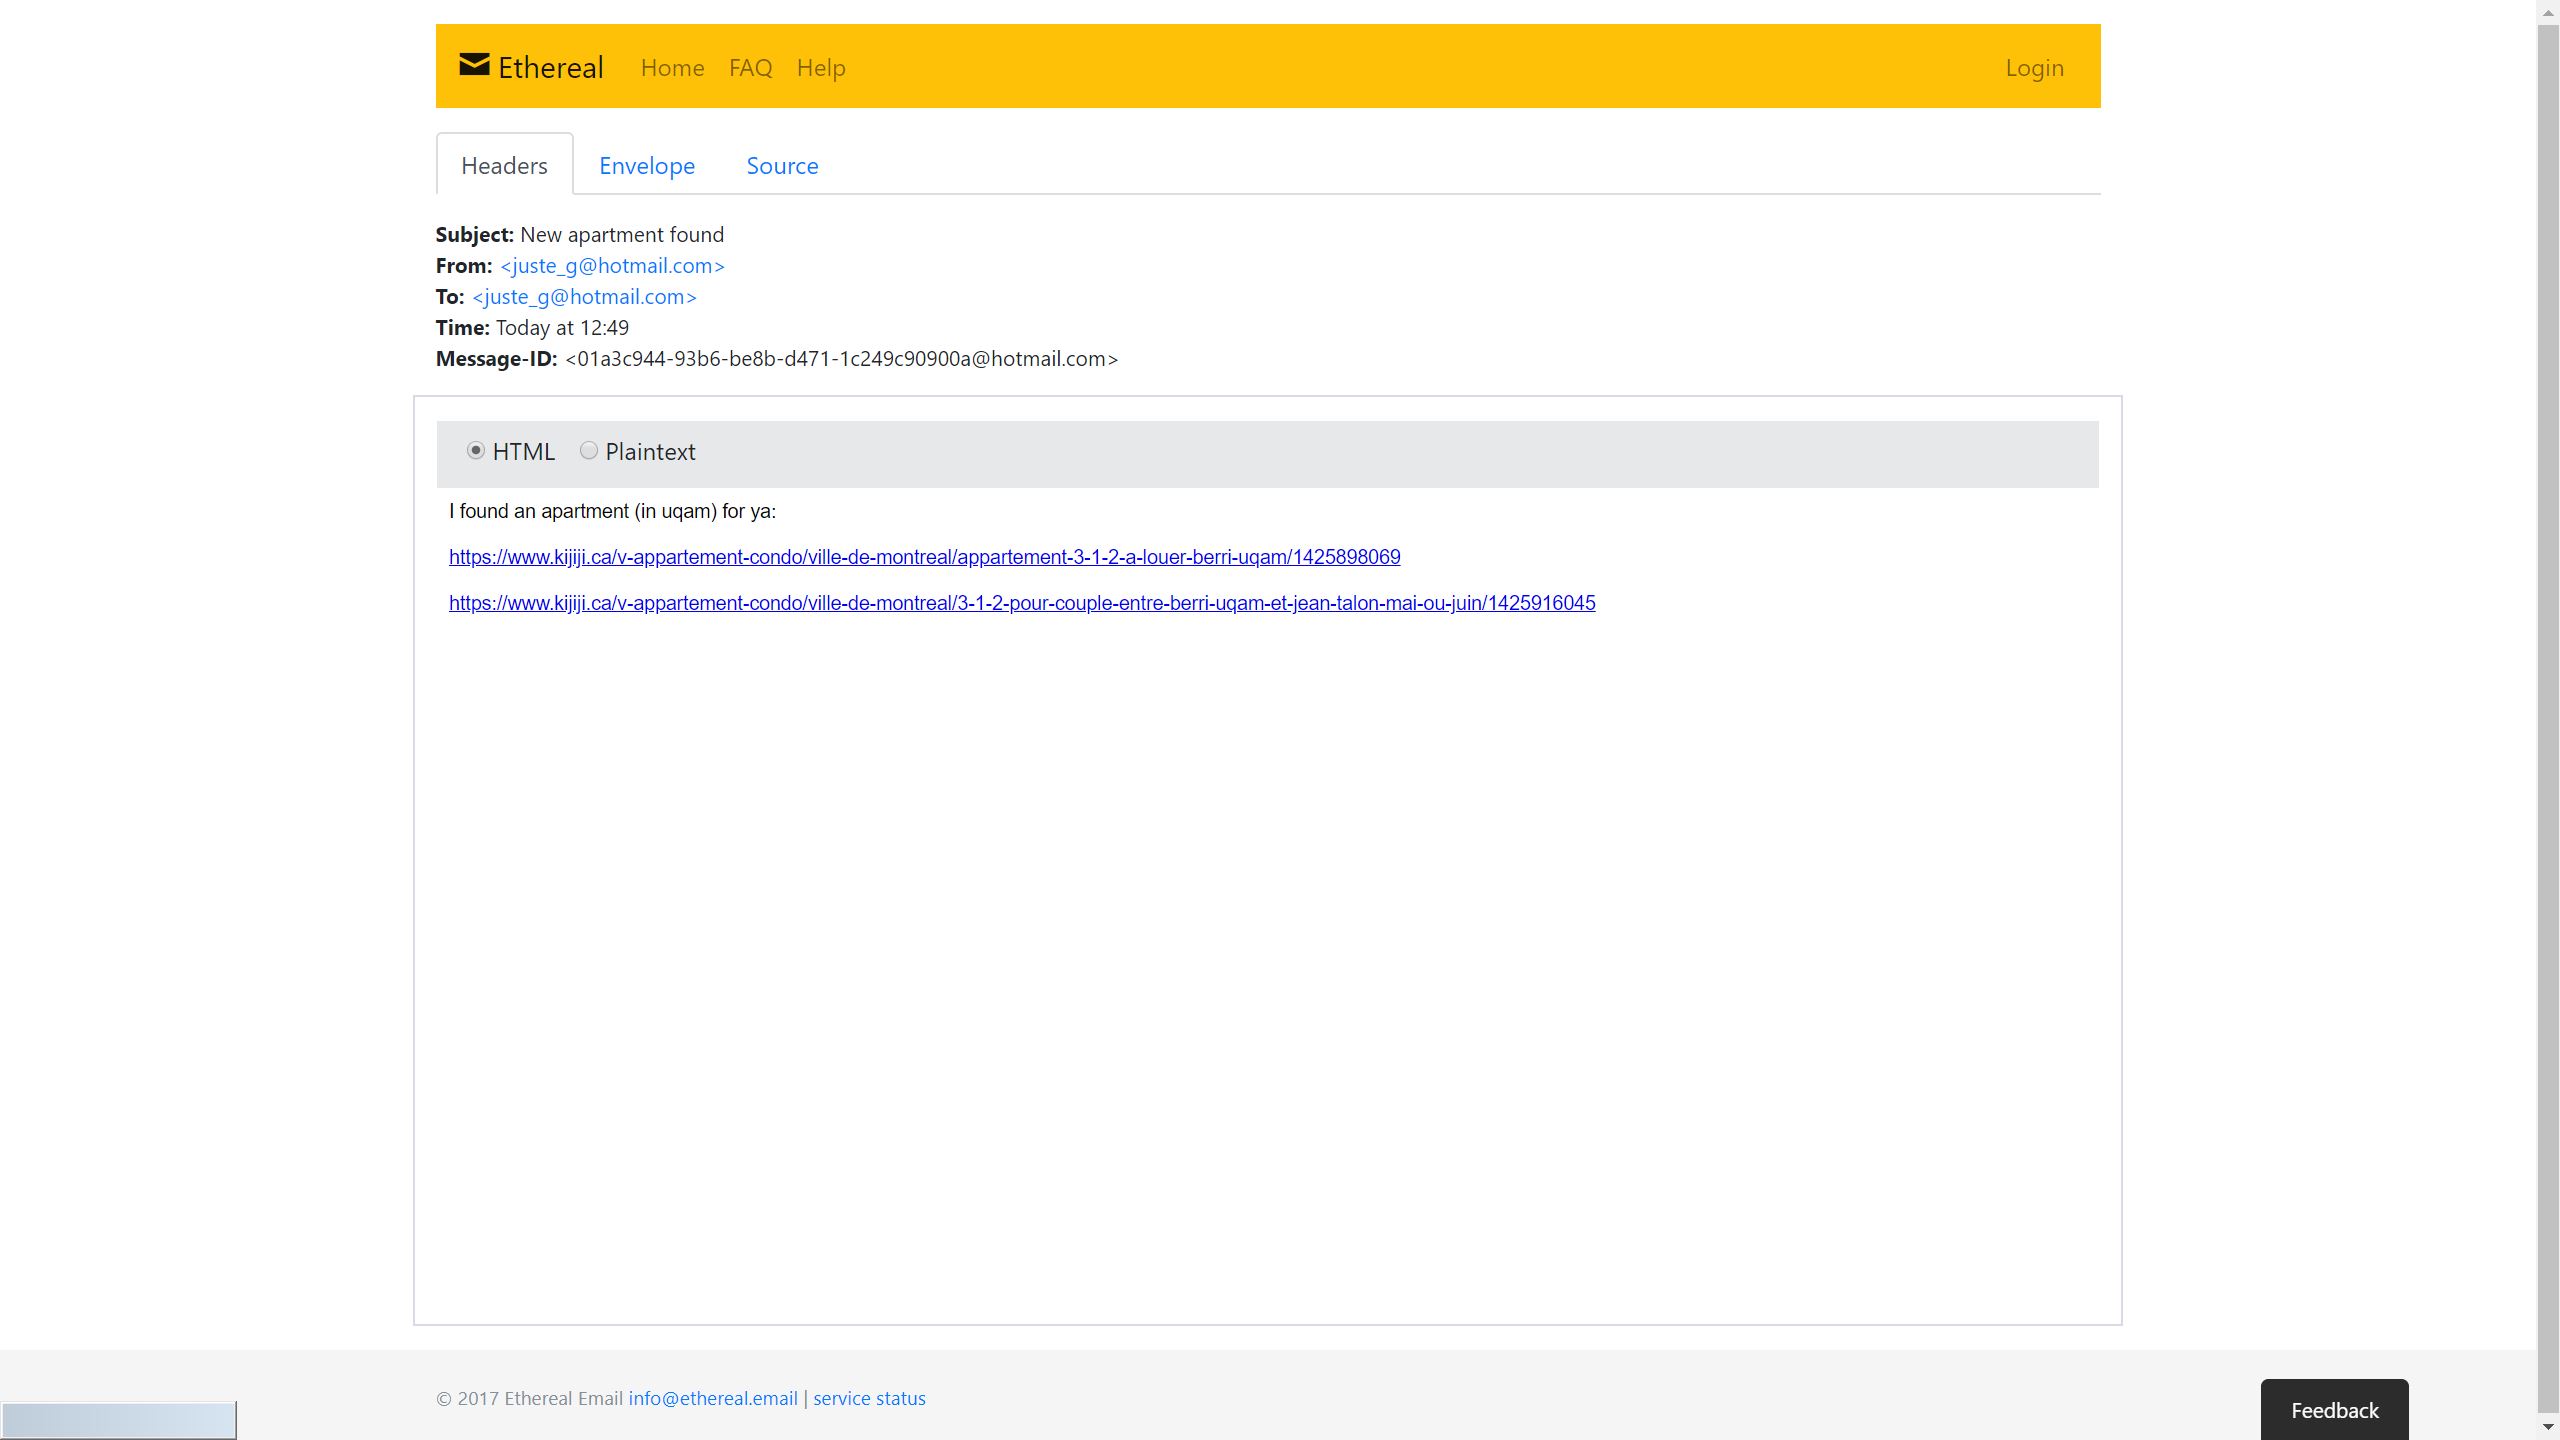 Ethereal Home FAQ Help Login
Headers Envelope Source
Subject: New apartment found
From: <juste_g@hotmail.com>
To: <juste_g@hotmail.com>
Time: Today at 12:49
Message-ID: <01a3c944-93b6-be8b-d471-1c249c90900a@hotmail.com>
HTML Plaintext
I found an apartment (in uqam) for ya:
https://www.kijiji.ca/v-appartement-condo/ville-de-montreal/appartement-3-1-2-a-louer-berri-uqam/1425898069
https://www.kijiji.ca/v-appartement-condo/ville-de-montreal/3-1-2-pour-couple-entre-berri-uqam-et-jean-talon-mai-ou-juin/1425916045
© 2017 Ethereal Email info@ethereal.email | service status
Feedback